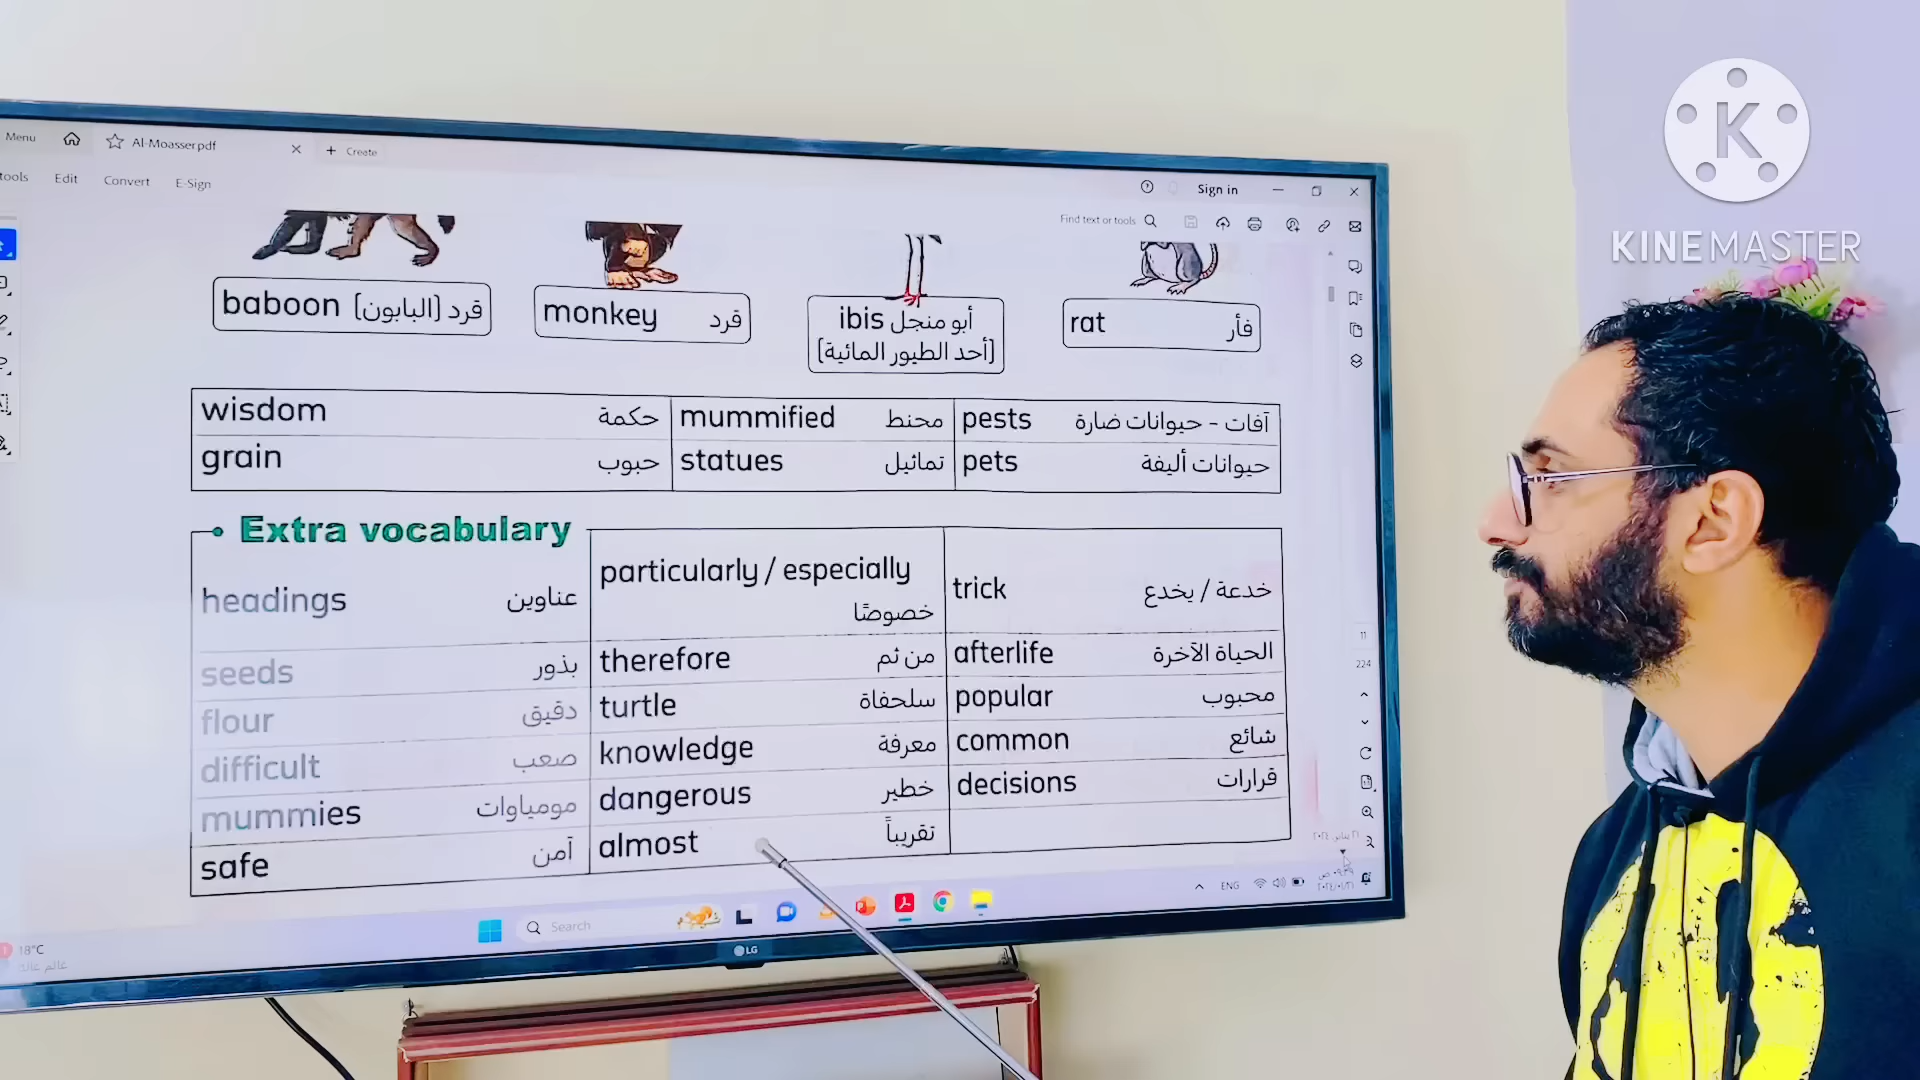 KINEMASTER
Menu Al-Moasser.pdf Create
tools Edit Convert E-Sign
Sign in
Find text or tools
baboon قرد (البابون)
monkey قرد
ibis أبو منجل
(أحد الطيور المائية)
rat فأر
wisdom حكمة mummified محنط pests آفات - حيوانات ضارة
grain حبوب statues تماثيل pets حيوانات أليفة
Extra vocabulary
headings عناوين particularly / especially خصوصًا trick خدعة / يخدع
seeds بذور therefore من ثم afterlife الحياة الآخرة
flour دقيق turtle سلحفاة popular محبوب
difficult صعب knowledge معرفة common شائع
mummies مومياوات dangerous خطير decisions قرارات
safe آمن almost تقريباً
11
224
Search
ENG
18°C
LG